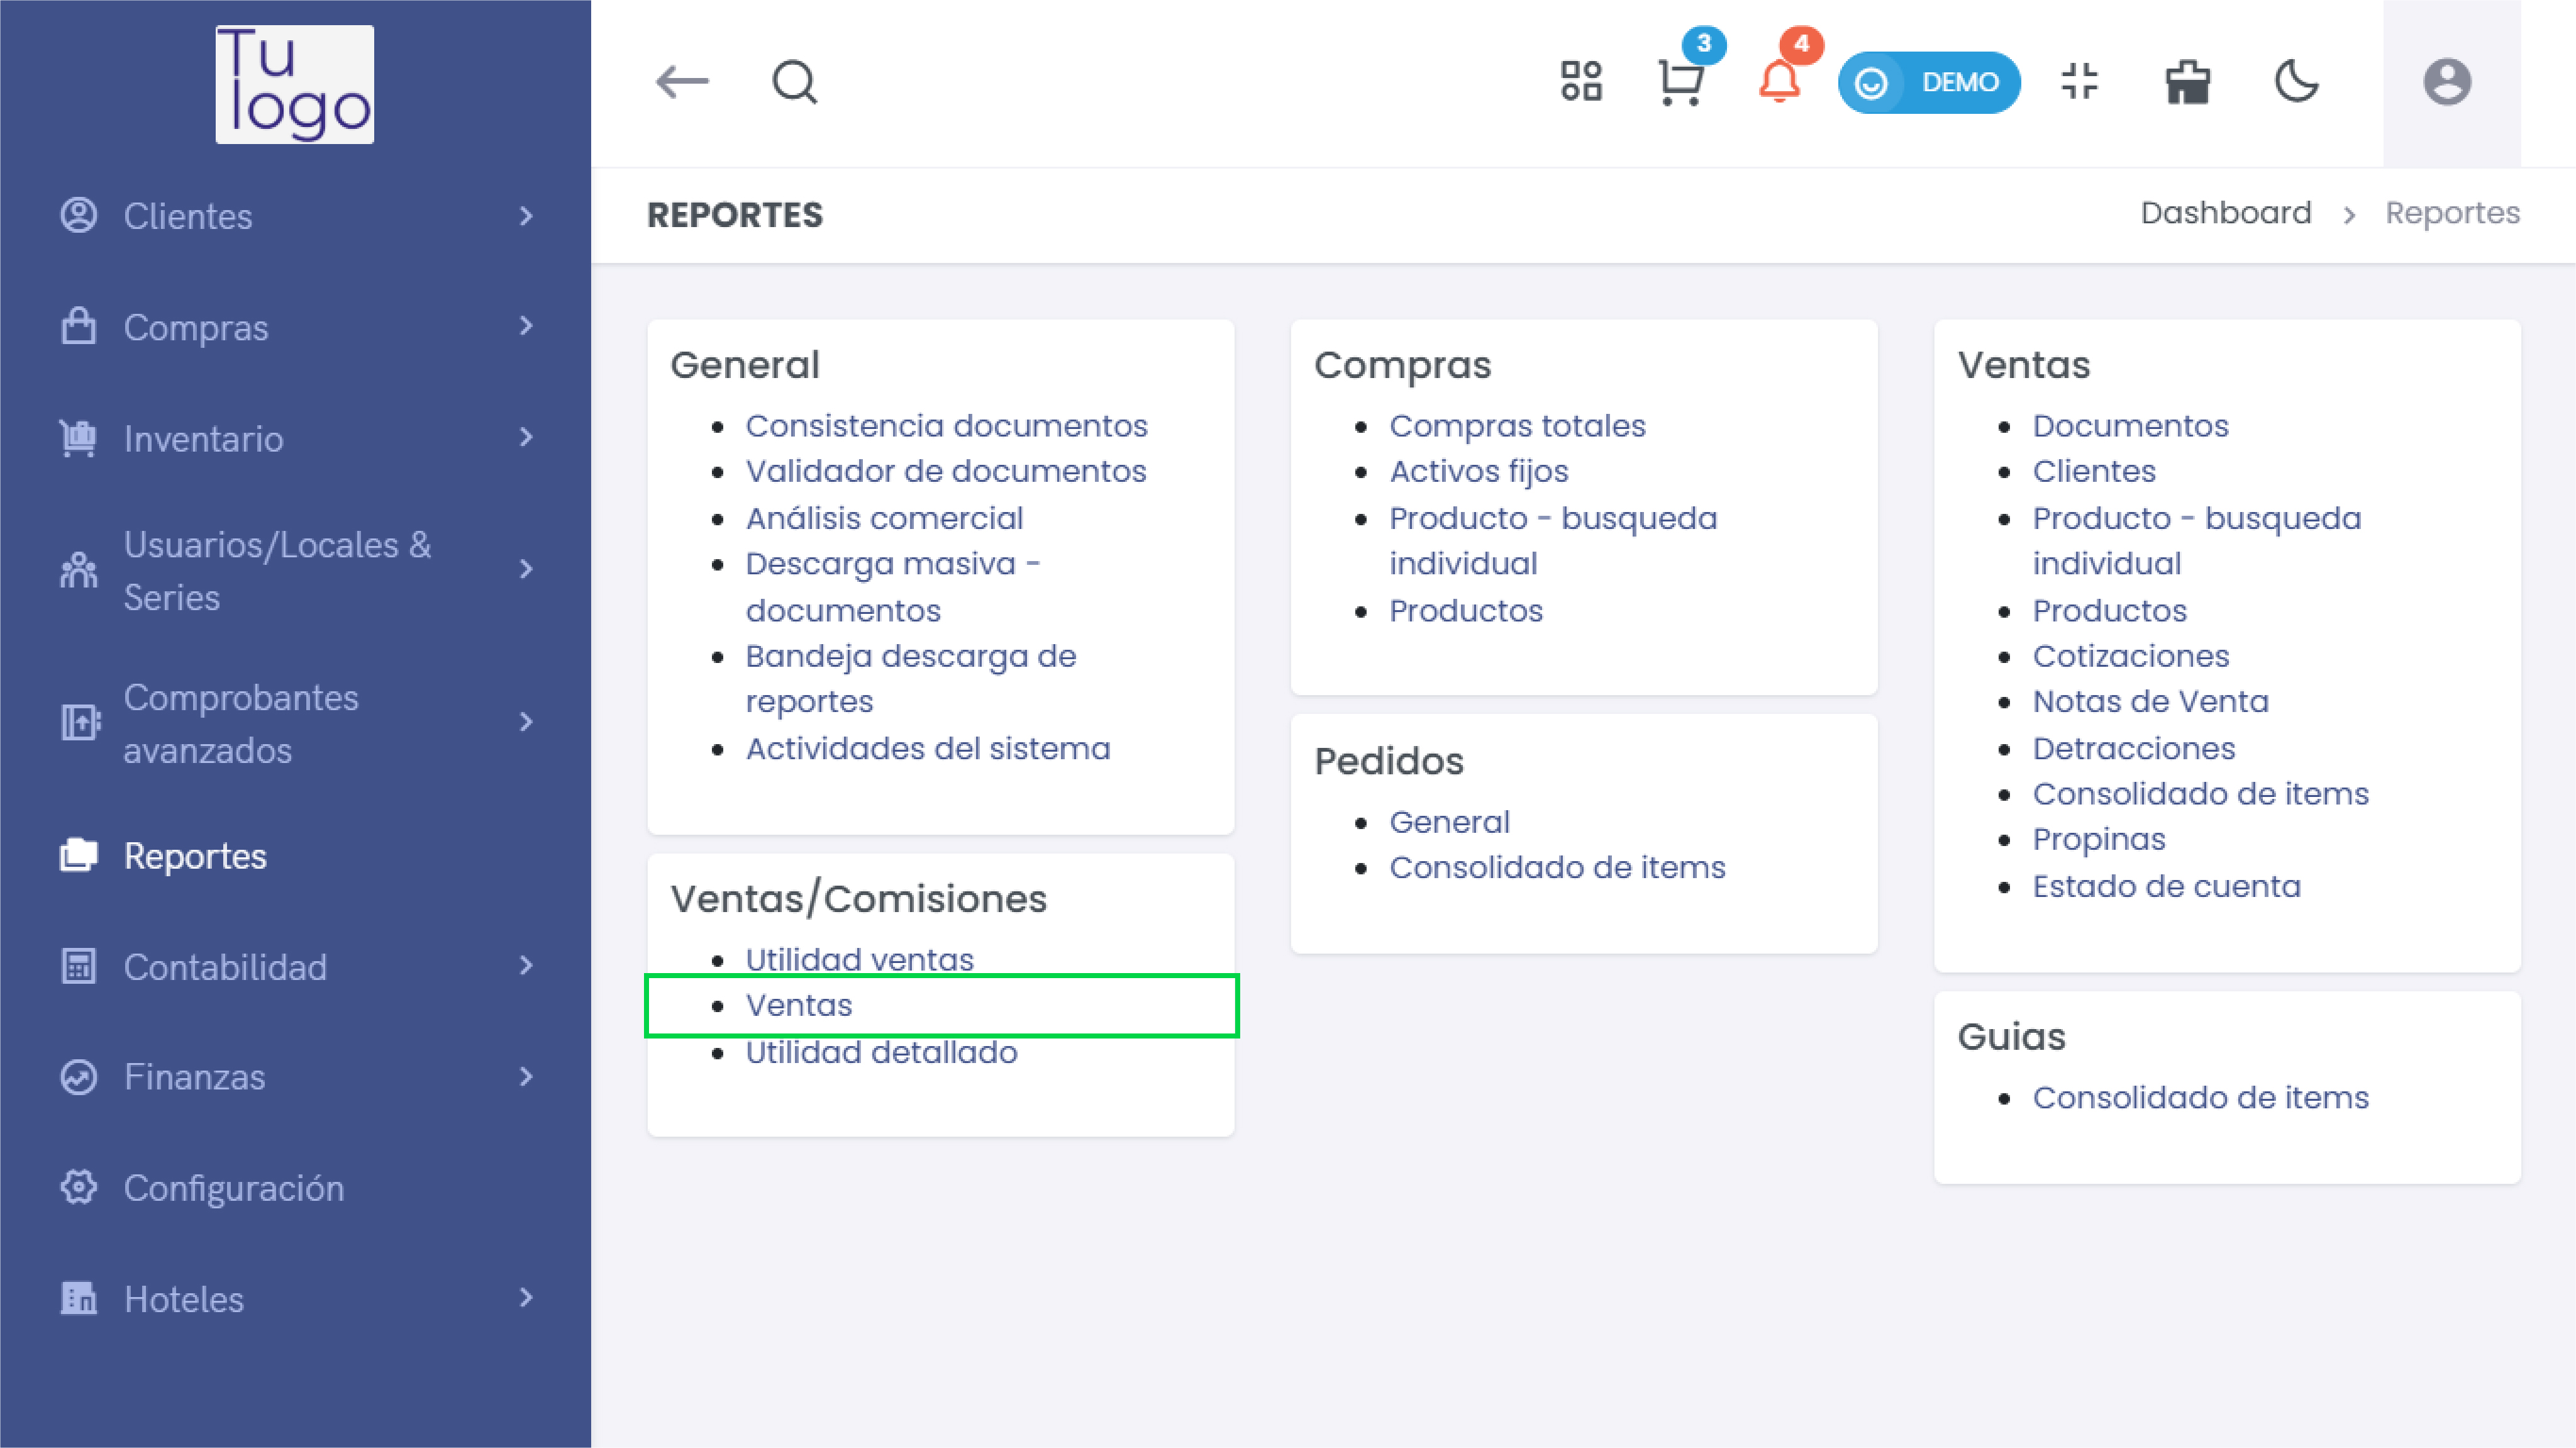 Tu
logo
Clientes
Compras
Inventario
Usuarios/Locales &
Series
Comprobantes
avanzados
Reportes
Contabilidad
Finanzas
Configuración
Hoteles
3
4
DEMO
REPORTES
Dashboard > Reportes
General
Consistencia documentos
Validador de documentos
Análisis comercial
Descarga masiva -
documentos
Bandeja descarga de
reportes
Actividades del sistema
Ventas/Comisiones
Utilidad ventas
Ventas
Utilidad detallado
Compras
Compras totales
Activos fijos
Producto - busqueda
individual
Productos
Pedidos
General
Consolidado de items
Ventas
Documentos
Clientes
Producto - busqueda
individual
Productos
Cotizaciones
Notas de Venta
Detracciones
Consolidado de items
Propinas
Estado de cuenta
Guias
Consolidado de items